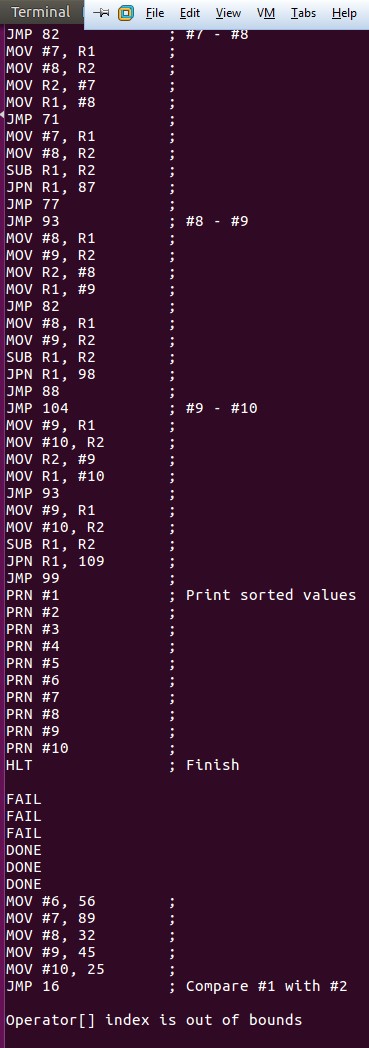 Terminal File Edit View VM Tabs Help
JMP 82 ; #7 - #8
MOV #7, R1 ;
MOV #8, R2 ;
MOV R2, #7 ;
MOV R1, #8 ;
JMP 71 ;
MOV #7, R1 ;
MOV #8, R2 ;
SUB R1, R2 ;
JPN R1, 87 ;
JMP 77 ;
JMP 93 ; #8 - #9
MOV #8, R1 ;
MOV #9, R2 ;
MOV R2, #8 ;
MOV R1, #9 ;
JMP 82 ;
MOV #8, R1 ;
MOV #9, R2 ;
SUB R1, R2 ;
JPN R1, 98 ;
JMP 88 ;
JMP 104 ; #9 - #10
MOV #9, R1 ;
MOV #10, R2 ;
MOV R2, #9 ;
MOV R1, #10 ;
JMP 93 ;
MOV #9, R1 ;
MOV #10, R2 ;
SUB R1, R2 ;
JPN R1, 109 ;
JMP 99 ;
PRN #1 ; Print sorted values
PRN #2 ;
PRN #3 ;
PRN #4 ;
PRN #5 ;
PRN #6 ;
PRN #7 ;
PRN #8 ;
PRN #9 ;
PRN #10 ;
HLT ; Finish
FAIL
FAIL
FAIL
DONE
DONE
DONE
MOV #6, 56 ;
MOV #7, 89 ;
MOV #8, 32 ;
MOV #9, 45 ;
MOV #10, 25 ;
JMP 16 ; Compare #1 with #2
Operator[] index is out of bounds